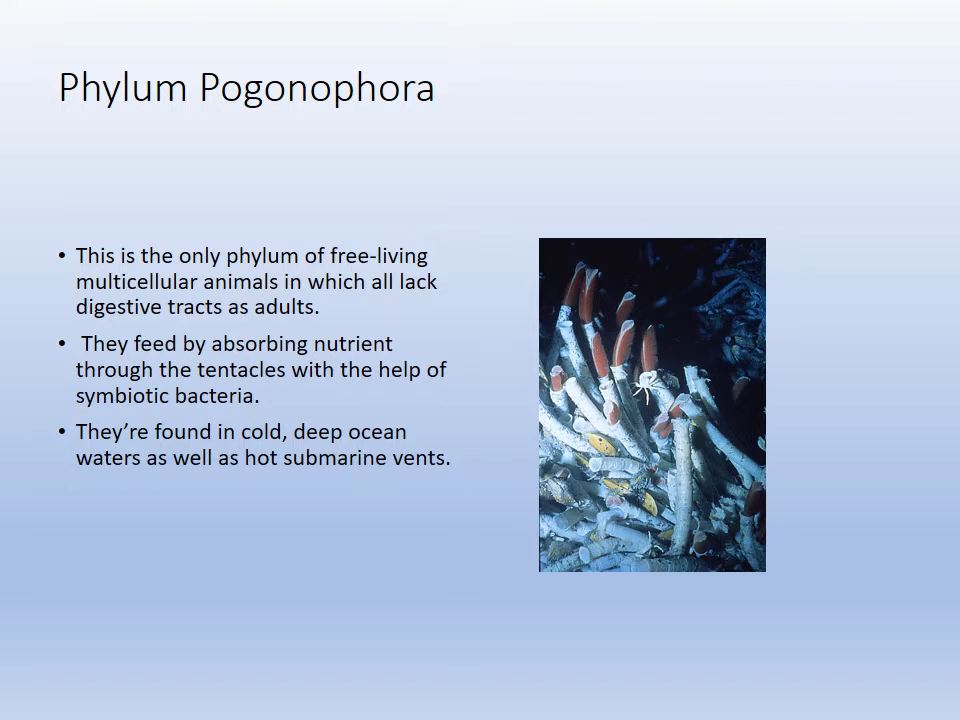 Phylum Pogonophora
• This is the only phylum of free-living
multicellular animals in which all lack
digestive tracts as adults.
• They feed by absorbing nutrient
through the tentacles with the help of
symbiotic bacteria.
• They’re found in cold, deep ocean
waters as well as hot submarine vents.